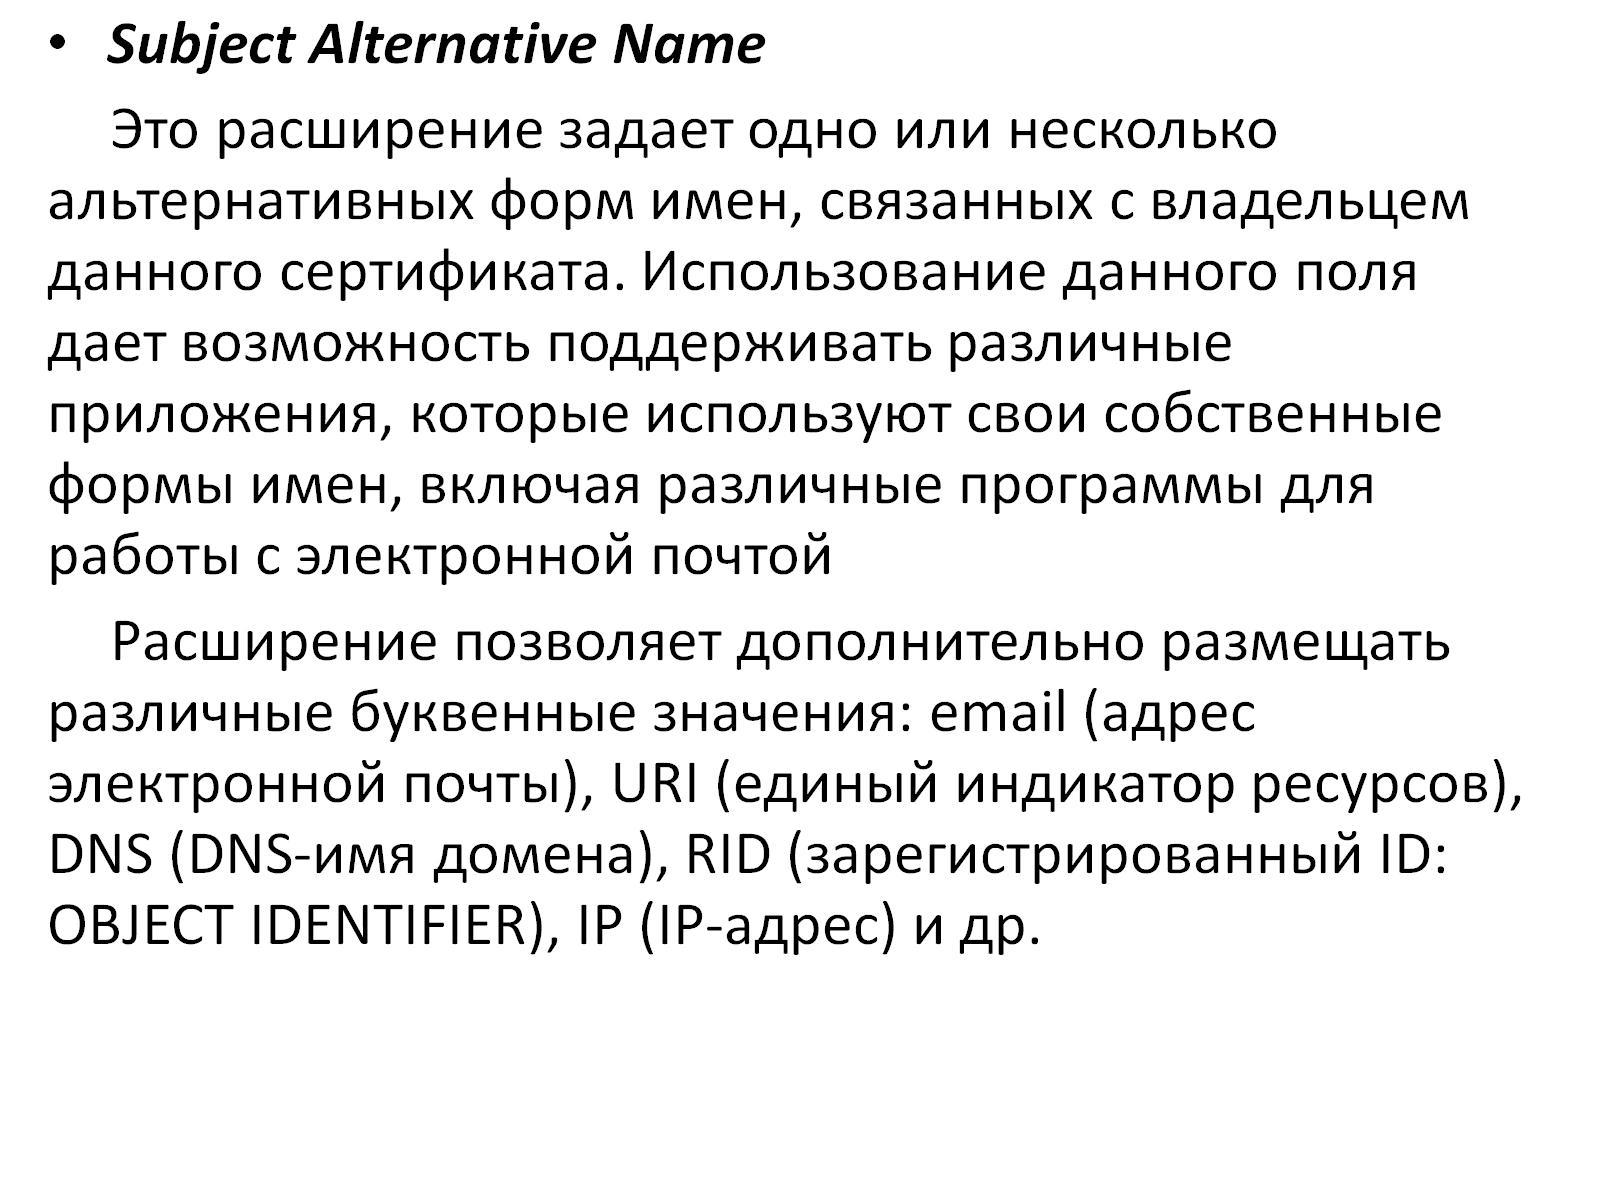 • Subject Alternative Name
Это расширение задает одно или несколько
альтернативных форм имен, связанных с владельцем
данного сертификата. Использование данного поля
дает возможность поддерживать различные
приложения, которые используют свои собственные
формы имен, включая различные программы для
работы с электронной почтой
Расширение позволяет дополнительно размещать
различные буквенные значения: email (адрес
электронной почты), URI (единый индикатор ресурсов),
DNS (DNS-имя домена), RID (зарегистрированный ID:
OBJECT IDENTIFIER), IP (IP-адрес) и др.